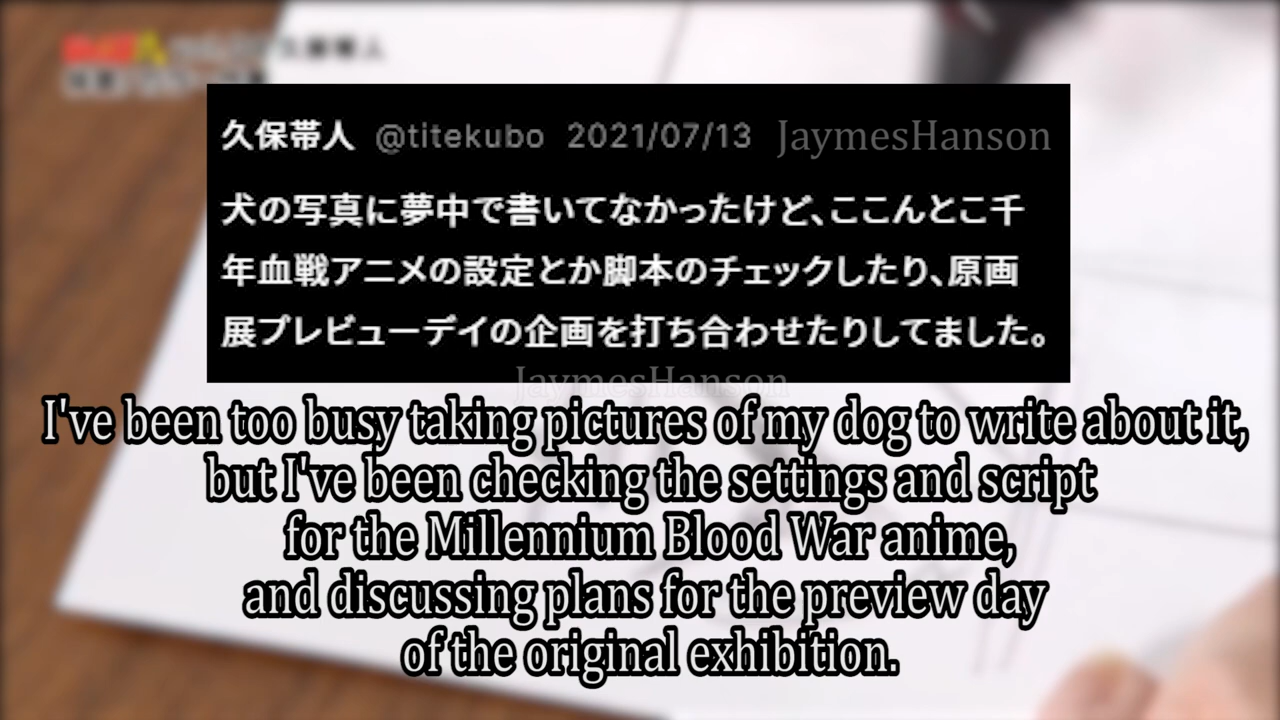 久保帯人 @titekubo 2021/07/13 JaymesHanson
犬の写真に夢中で書いてなかったけど、ここんとこ千
年血戦アニメの設定とか脚本のチェックしたり、原画
展プレビューデイの企画を打ち合わせたりしてました。
JaymesHanson
I've been too busy taking pictures of my dog to write about it,
but I've been checking the settings and script
for the Millennium Blood War anime,
and discussing plans for the preview day
of the original exhibition.